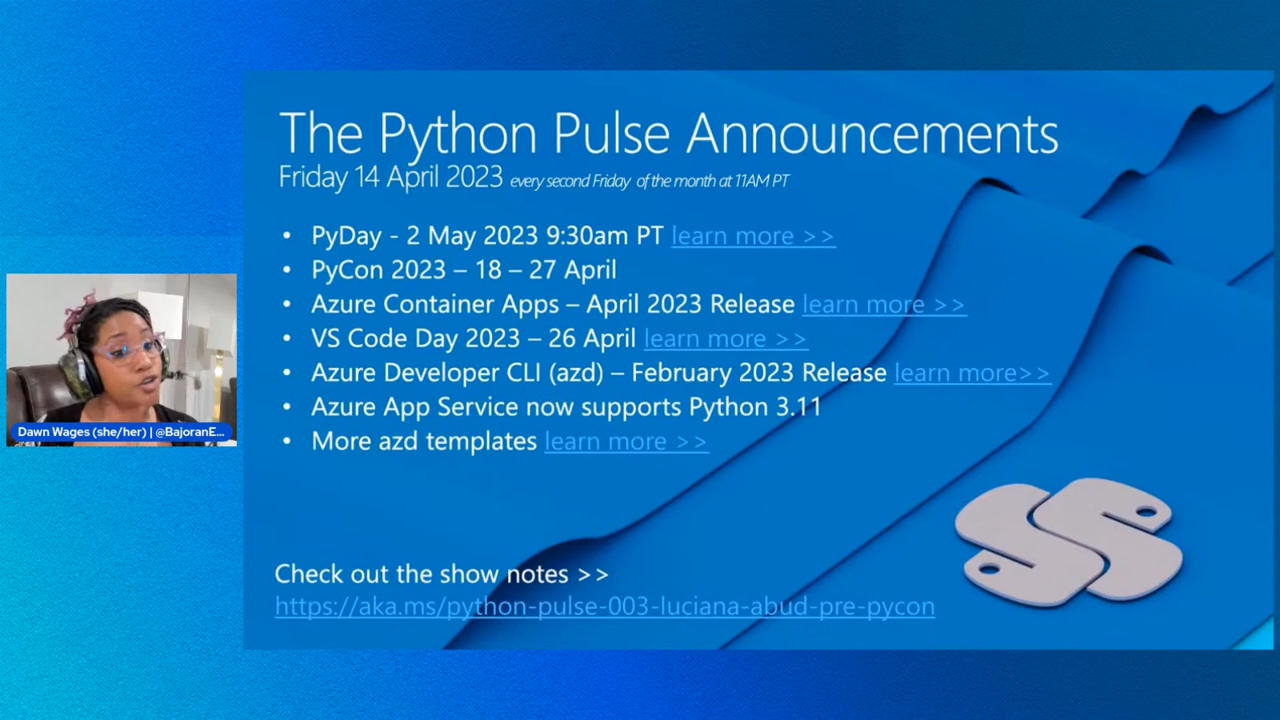 The Python Pulse Announcements
Friday 14 April 2023 every second Friday of the month at 11AM PT
• PyDay - 2 May 2023 9:30am PT learn more >>
• PyCon 2023 – 18 – 27 April
• Azure Container Apps – April 2023 Release learn more >>
• VS Code Day 2023 – 26 April learn more >>
• Azure Developer CLI (azd) – February 2023 Release learn more>>
• Azure App Service now supports Python 3.11
• More azd templates learn more >>
Dawn Wages (she/her) | @BajoranE...
Check out the show notes >>
https://aka.ms/python-pulse-003-luciana-abud-pre-pycon